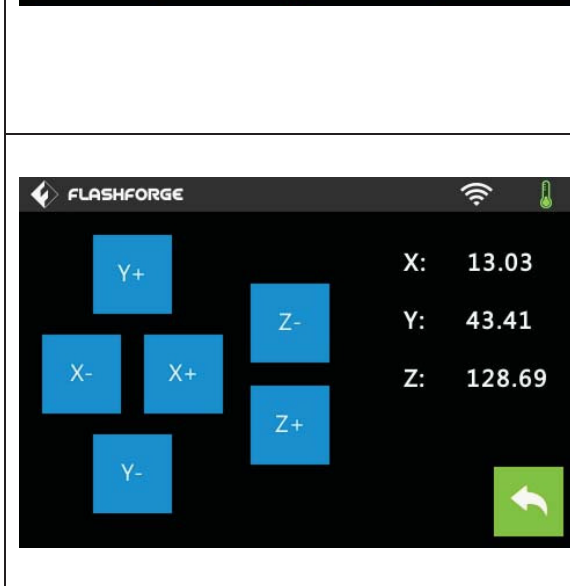 FLASHFORGE
Y+
X: 13.03
Z-
Y: 43.41
X- X+
Z: 128.69
Z+
Y-